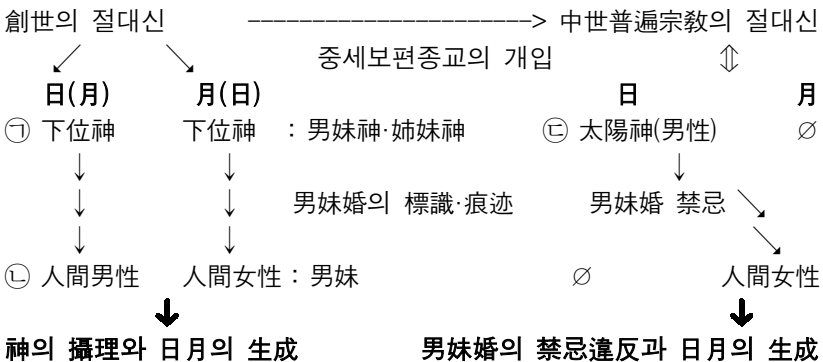 創世의 절대신 ----------------------> 中世普遍宗敎의 절대신
↙ ↘ 중세보편종교의 개입 ⇕
日(月) 月(日) 日 月
㉠ 下位神 下位神 : 男妹神·姉妹神 ㉢ 太陽神(男性) ∅
↓ ↓ ↓
↓ ↓ 男妹婚의 標識·痕迹 男妹婚 禁忌 ↘
↓ ↓ ↘
㉡ 人間男性 人間女性 : 男妹 ∅ 人間女性
↓ ↓
神의 攝理와 日月의 生成 男妹婚의 禁忌違反과 日月의 生成